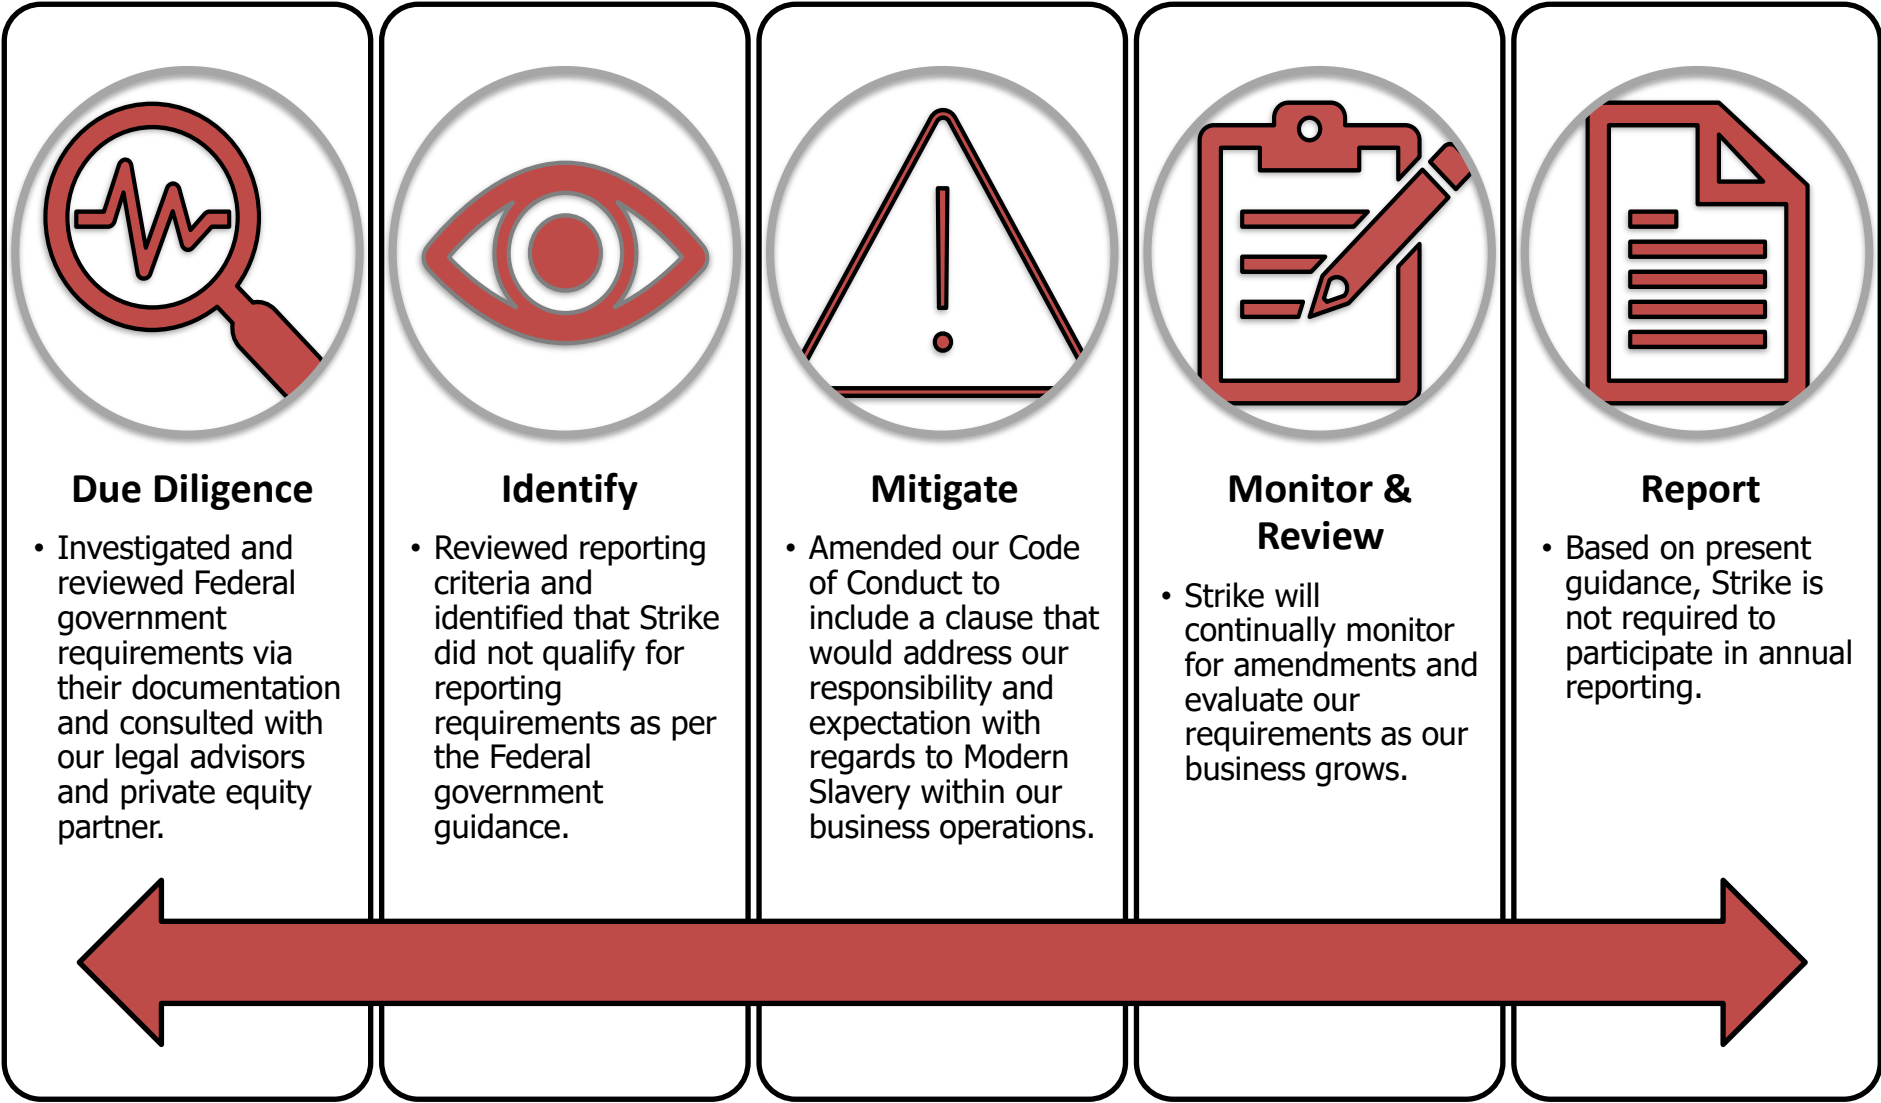 Due Diligence
• Investigated and
reviewed Federal
government
requirements via
their documentation
and consulted with
our legal advisors
and private equity
partner.
Identify
• Reviewed reporting
criteria and
identified that Strike
did not qualify for
reporting
requirements as per
the Federal
government
guidance.
Mitigate
• Amended our Code
of Conduct to
include a clause that
would address our
responsibility and
expectation with
regards to Modern
Slavery within our
business operations.
Monitor &
Review
• Strike will
continually monitor
for amendments and
evaluate our
requirements as our
business grows.
Report
• Based on present
guidance, Strike is
not required to
participate in annual
reporting.